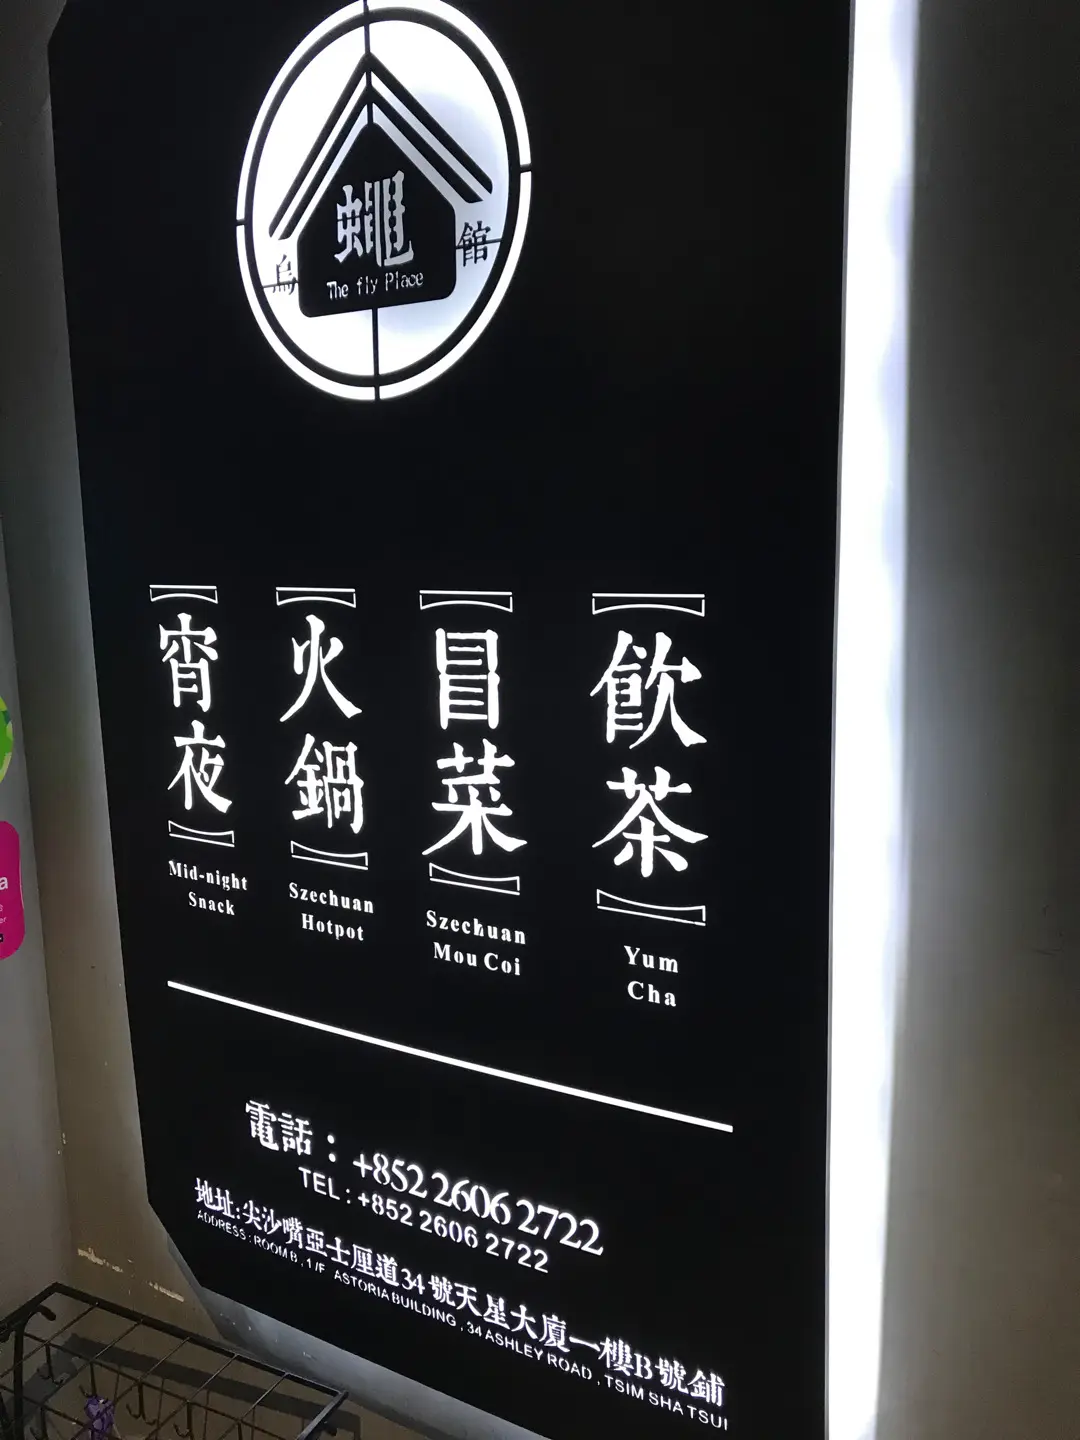 烏蠅館
The fly Place
宵夜
Mid-night
Snack
火鍋
Szechuan
Hotpot
冒菜
Szechuan
Mou Coi
飲茶
Yum
Cha
電話：+852 2606 2722
TEL : +852 2606 2722
地址:尖沙嘴亞士厘道34號天星大廈一樓B號鋪
ADDRESS : ROOM B , 1/F ASTORIA BUILDING , 34 ASHLEY ROAD , TSIM SHA TSUI